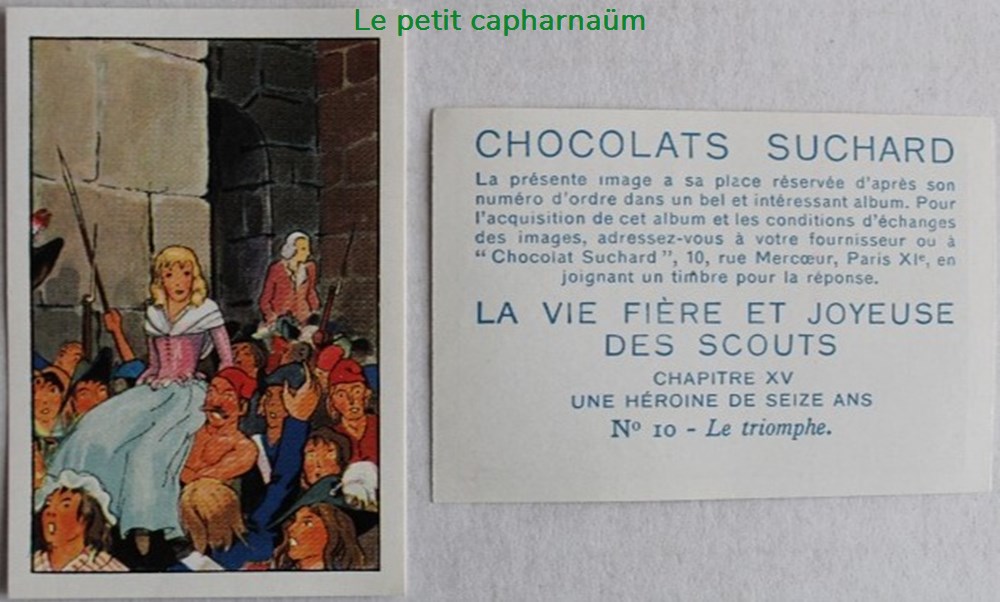 Le petit capharnaüm
CHOCOLATS SUCHARD
La présente image a sa place réservée d'après son
numéro d'ordre dans un bel et intéressant album. Pour
l'acquisition de cet album et les conditions d'échanges
des images, adressez-vous à votre fournisseur ou à
“ Chocolat Suchard ”, 10, rue Mercœur, Paris XIe, en
joignant un timbre pour la réponse.
LA VIE FIÈRE ET JOYEUSE
DES SCOUTS
CHAPITRE XV
UNE HÉROINE DE SEIZE ANS
No 10 - Le triomphe.